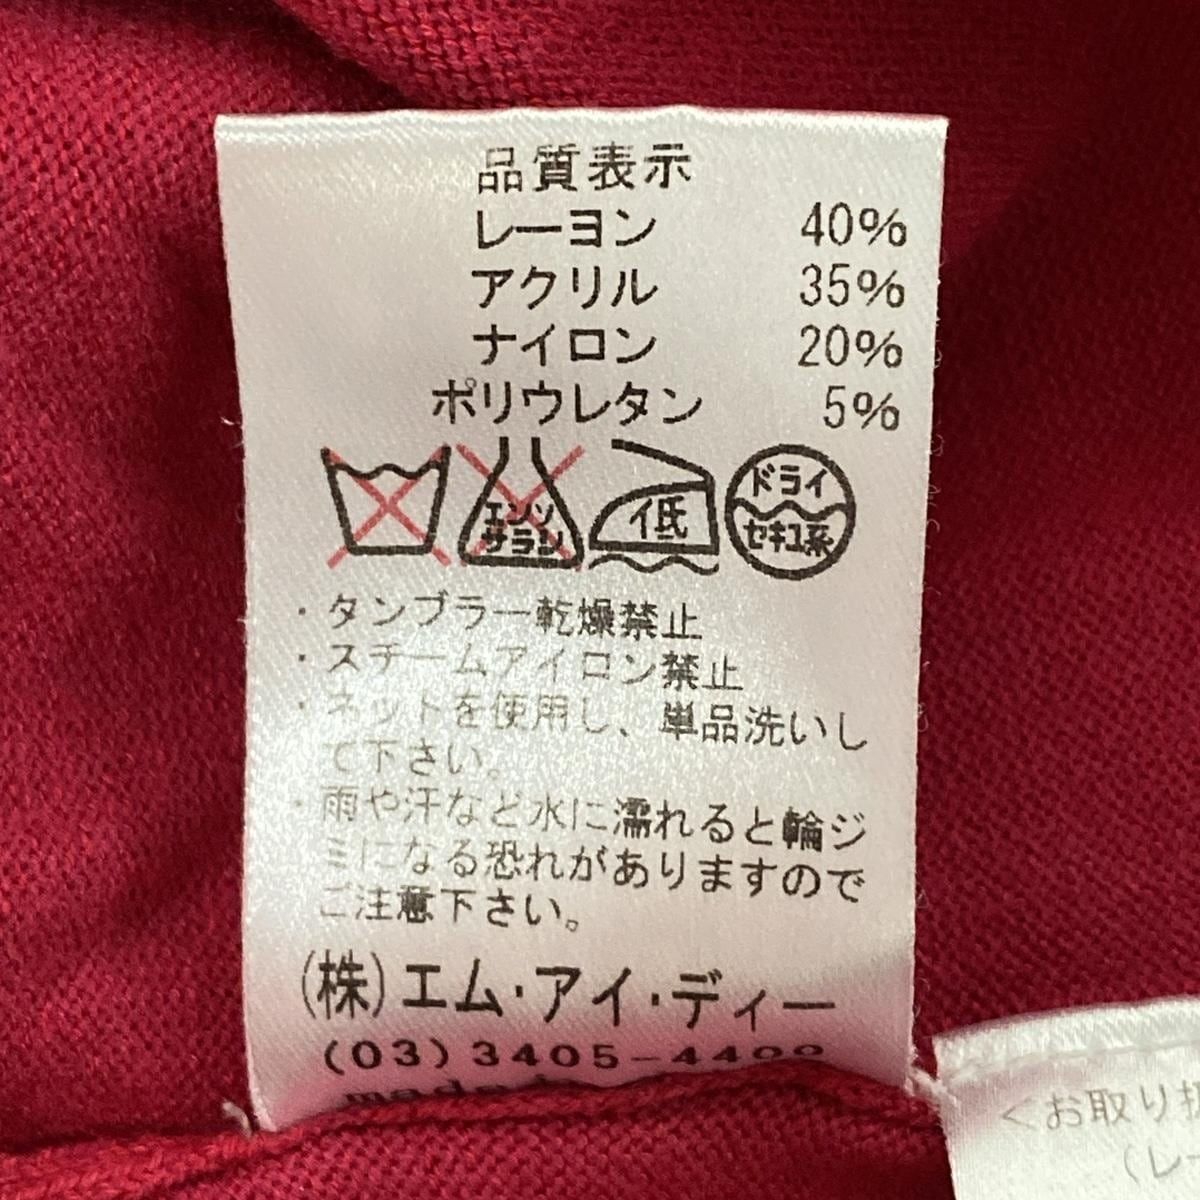 品質表示
レーヨン 40%
アクリル 35%
ナイロン 20%
ポリウレタン 5%
エンソ
サラシ
イ氐
ドライ
セキユ系
・タンブラー乾燥禁止
・スチームアイロン禁止
・ネットを使用し、単品洗いし
て下さい。
・雨や汗など水に濡れると輪ジ
ミになる恐れがありますので
ご注意下さい。
(株)エム・アイ・ディー
(03)3405-4400
made
<お取り扱
(レー